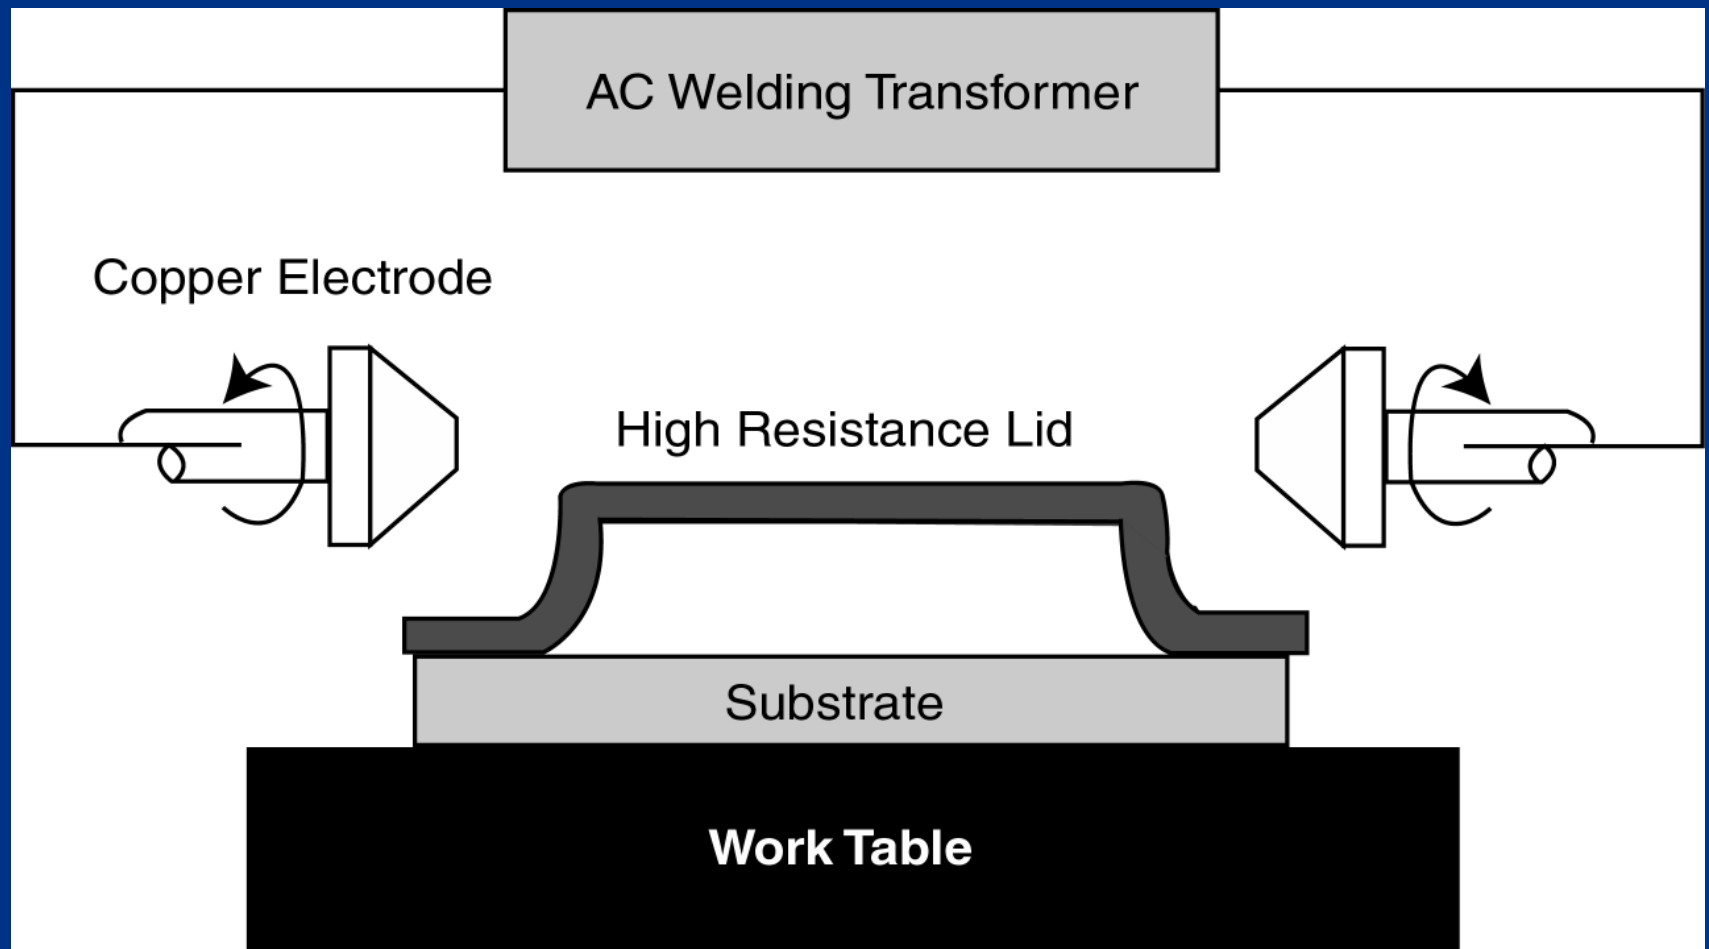 AC Welding Transformer
Copper Electrode
High Resistance Lid
Substrate
Work Table